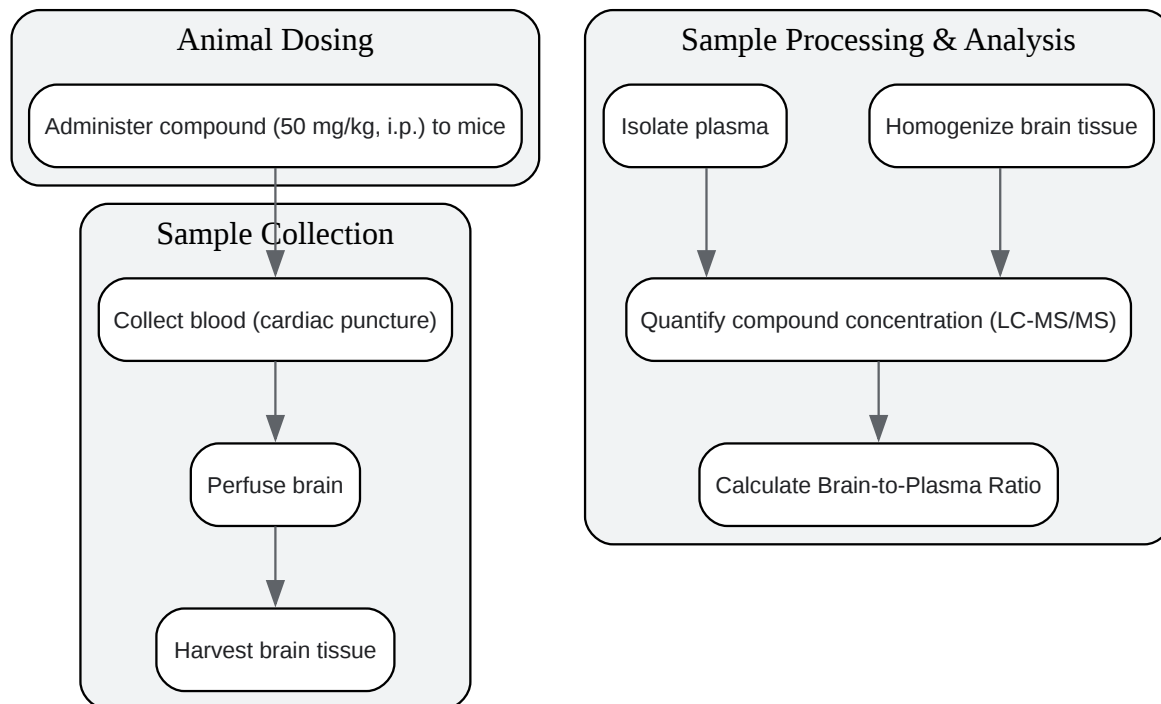 Animal Dosing
Administer compound (50 mg/kg, i.p.) to mice
Sample Collection
Collect blood (cardiac puncture)
Perfuse brain
Harvest brain tissue
Sample Processing & Analysis
Isolate plasma
Homogenize brain tissue
Quantify compound concentration (LC-MS/MS)
Calculate Brain-to-Plasma Ratio